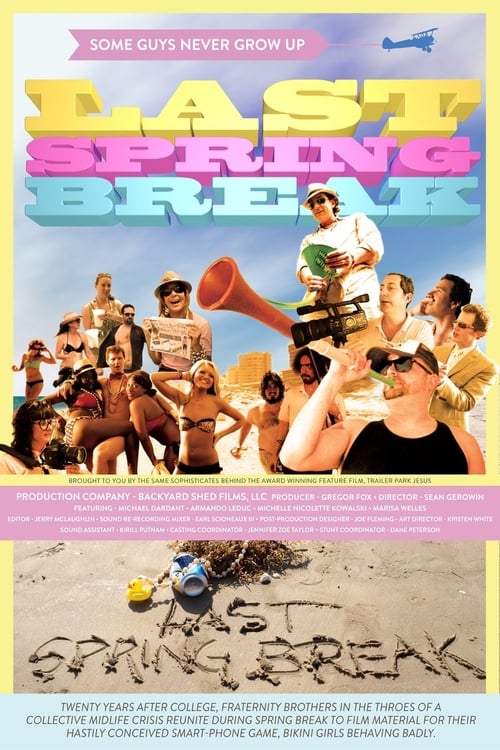 SOME GUYS NEVER GROW UP
LAST
SPRING
BREAK
BROUGHT TO YOU BY THE SAME SOPHISTICATES BEHIND THE AWARD WINNING FEATURE FILM, TRAILER PARK JESUS
PRODUCTION COMPANY - BACKYARD SHED FILMS, LLC PRODUCER - GREGOR FOX • DIRECTOR - SEAN GEROWIN
FEATURING - MICHAEL DARDANT • ARMANDO LEDUC • MICHELLE NICOLETTE KOWALSKI • MARISA WELLES
EDITOR - JERRY MCLAUGHLIN • SOUND RE-RECORDING MIXER - EARL SCIONEAUX III • POST-PRODUCTION DESIGNER - JOE FLEMING • ART DIRECTOR - KRISTEN WHITE
SOUND ASSISTANT - KIRILL PUTNAM • CASTING COORDINATOR - JENNIFER ZOE TAYLOR • STUNT COORDINATOR - DANE PETERSON
LAST
SPRING BREAK
TWENTY YEARS AFTER COLLEGE, FRATERNITY BROTHERS IN THE THROES OF A
COLLECTIVE MIDLIFE CRISIS REUNITE DURING SPRING BREAK TO FILM MATERIAL FOR THEIR
HASTILY CONCEIVED SMART-PHONE GAME, BIKINI GIRLS BEHAVING BADLY.